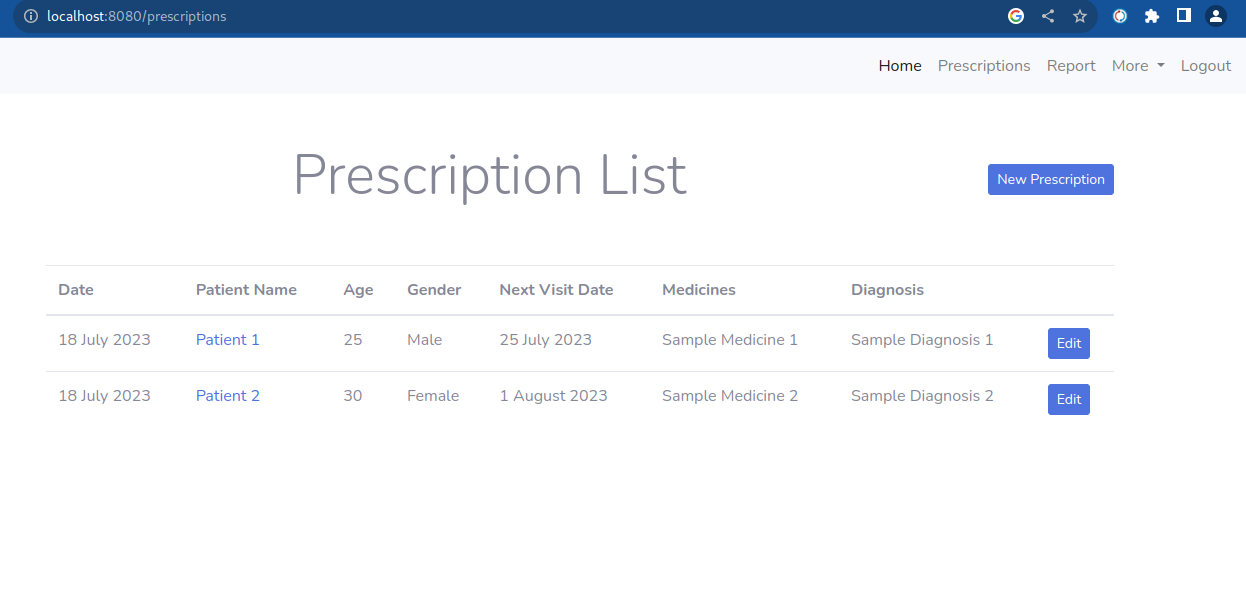 localhost:8080/prescriptions
Home Prescriptions Report More Logout
Prescription List
New Prescription
Date Patient Name Age Gender Next Visit Date Medicines Diagnosis
18 July 2023 Patient 1 25 Male 25 July 2023 Sample Medicine 1 Sample Diagnosis 1 Edit
18 July 2023 Patient 2 30 Female 1 August 2023 Sample Medicine 2 Sample Diagnosis 2 Edit